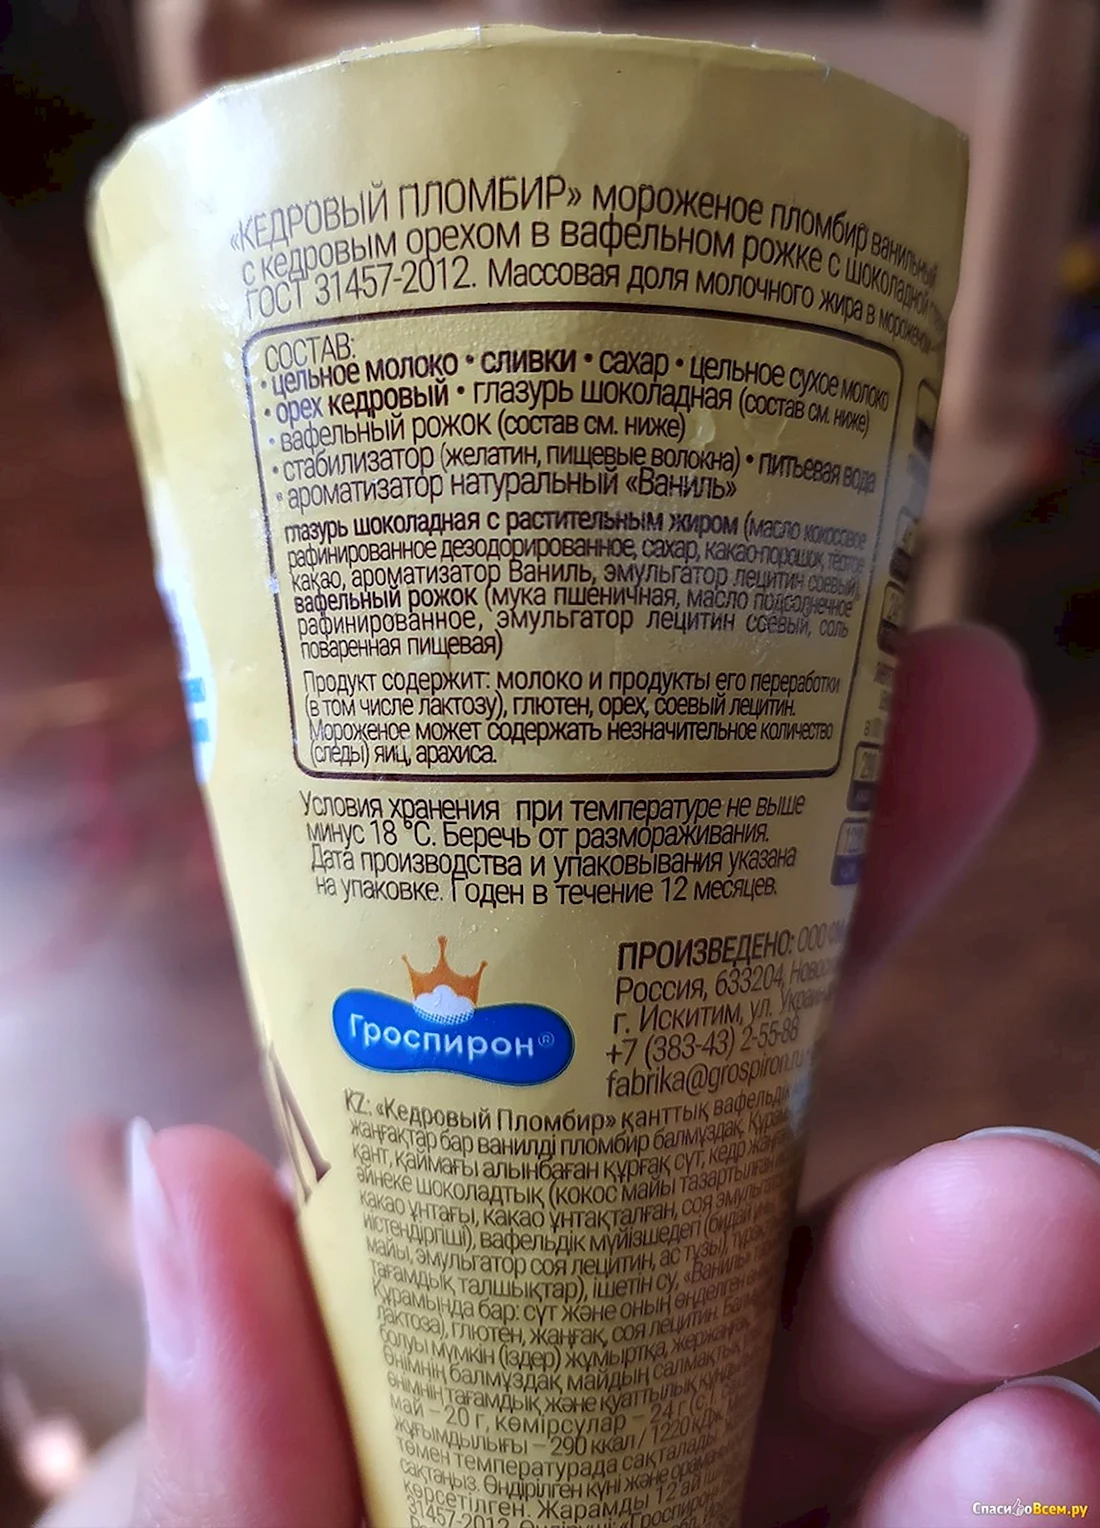 «КЕДРОВЫЙ ПЛОМБИР» мороженое пломбир ванильный
с кедровым орехом в вафельном рожке с шоколадной
ГОСТ 31457-2012. Массовая доля молочного жира в мороженом
СОСТАВ:
• цельное молоко • сливки • сахар • цельное сухое молоко
• орех кедровый • глазурь шоколадная (состав см. ниже)
• вафельный рожок (состав см. ниже)
• стабилизатор (желатин, пищевые волокна) • питьевая вода
• ароматизатор натуральный «Ваниль»
глазурь шоколадная с растительным жиром (масло кокосовое
рафинированное дезодорированное, сахар, какао-порошок, тёртое
какао, ароматизатор Ваниль, эмульгатор лецитин соевый),
вафельный рожок (мука пшеничная, масло подсолнечное
рафинированное, эмульгатор лецитин соевый, соль
поваренная пищевая)
Продукт содержит: молоко и продукты его переработки
(в том числе лактозу), глютен, орех, соевый лецитин.
Мороженое может содержать незначительное количество
(следы) яиц, арахиса.
Условия хранения при температуре не выше
минус 18 °С. Беречь от размораживания.
Дата производства и упаковывания указана
на упаковке. Годен в течение 12 месяцев.
ПРОИЗВЕДЕНО: ООО
Россия, 633204,
г. Искитим, ул.
+7 (383-43) 2-55-88
fabrika@grospiron.ru
Гроспирон®
KZ: «Кедровый Пломбир» қанттық
жаңғақтар бар ванилді пломбир балмұздақ.
қант, қаймағы алынбаған құрғақ сүт, кедр
әйнеке шоколадтық (кокос майы
какао ұнтағы, какао ұнтақталған, соя
иістендіргіші), вафельдік мүйізшедегі (бидай
майы, эмульгатор соя лецитин, ас тұзы),
тағамдық талшықтар), ішетін су,
Құрамында бар: сүт және оның өнделген
лактоза), глютен, жаңғақ, соя лецитин.
болуы мүмкін (іздер) жұмыртқа,
Өнімнің балмұздақ майдың салмақтық
өнімнің тағамдық және қуаттылық
май – 20 г, көмірсулар – 24 г
жұғымдылығы – 290 ккал / 1220 кДж.
төмен температурада сақталады.
сақтаңыз. Өндірілген күні және
көрсетілген. Жарамды 12 ай
31457-2012.
СпасибоВсем.ру